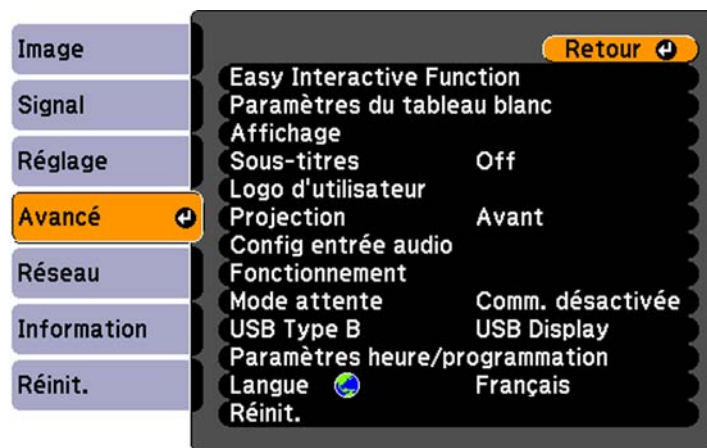 Image
Signal
Réglage
Avancé
Réseau
Information
Réinit.
Retour
Easy Interactive Function
Paramètres du tableau blanc
Affichage
Sous-titres Off
Logo d'utilisateur
Projection Avant
Config entrée audio
Fonctionnement
Mode attente Comm. désactivée
USB Type B USB Display
Paramètres heure/programmation
Langue Français
Réinit.